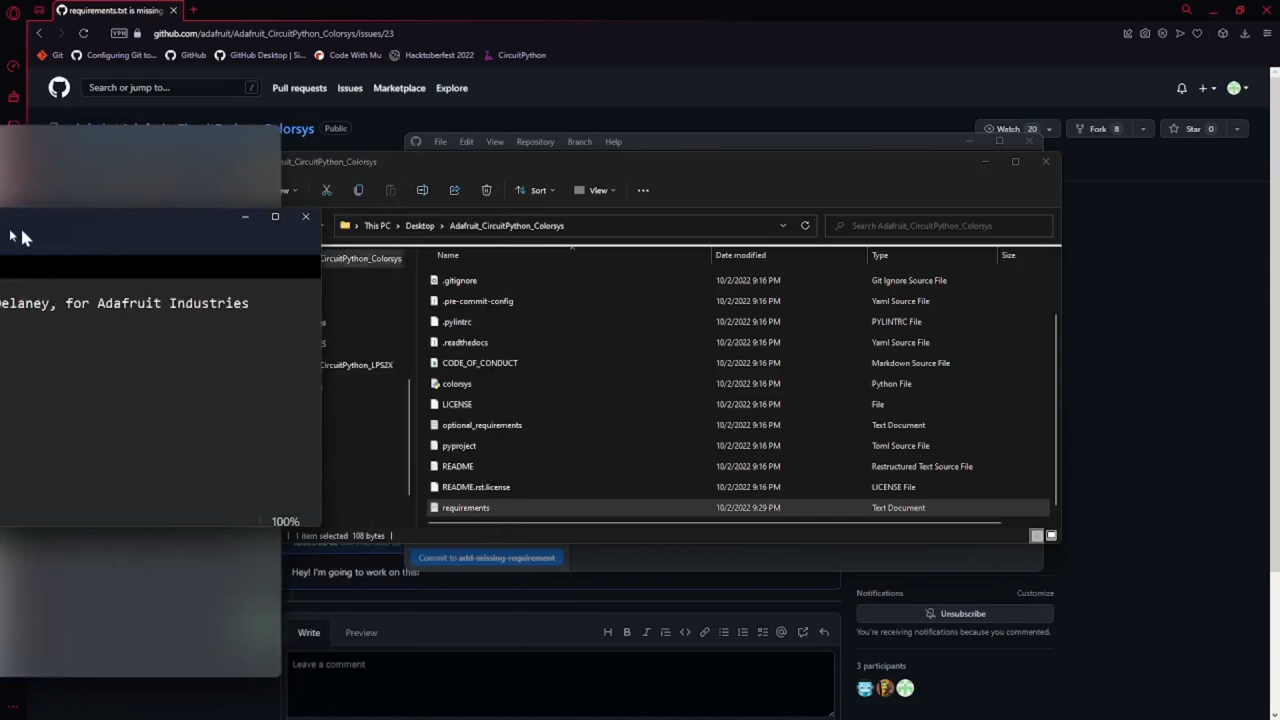 requirements.txt is missing
VPN github.com/adafruit/Adafruit_CircuitPython_Colorsys/issues/23
Git Configuring Git to... GitHub GitHub Desktop | Si... Code With Mu Hacktoberfest 2022 CircuitPython
Search or jump to... / Pull requests Issues Marketplace Explore
Colorsys Public Watch 20 Fork 8 Star 0
File Edit View Repository Branch Help
_CircuitPython_Colorsys
Sort View
This PC Desktop Adafruit_CircuitPython_Colorsys Search Adafruit_CircuitPython_Colorsys
CircuitPython_Colorsys Name Date modified Type Size
.gitignore 10/2/2022 9:16 PM Git Ignore Source File
Delaney, for Adafruit Industries .pre-commit-config 10/2/2022 9:16 PM Yaml Source File
.pylintrc 10/2/2022 9:16 PM PYLINTRC File
.readthedocs 10/2/2022 9:16 PM Yaml Source File
CircuitPython_LPS2X CODE_OF_CONDUCT 10/2/2022 9:16 PM Markdown Source File
colorsys 10/2/2022 9:16 PM Python File
LICENSE 10/2/2022 9:16 PM File
optional_requirements 10/2/2022 9:16 PM Text Document
pyproject 10/2/2022 9:16 PM Toml Source File
README 10/2/2022 9:16 PM Restructured Text Source File
README.rst.license 10/2/2022 9:16 PM LICENSE File
requirements 10/2/2022 9:29 PM Text Document
100%
1 item selected 108 bytes
Commit to add-missing-requirement
Hey! I'm going to work on this!
Notifications Customize
Unsubscribe
You're receiving notifications because you commented.
Write Preview
Leave a comment
3 participants